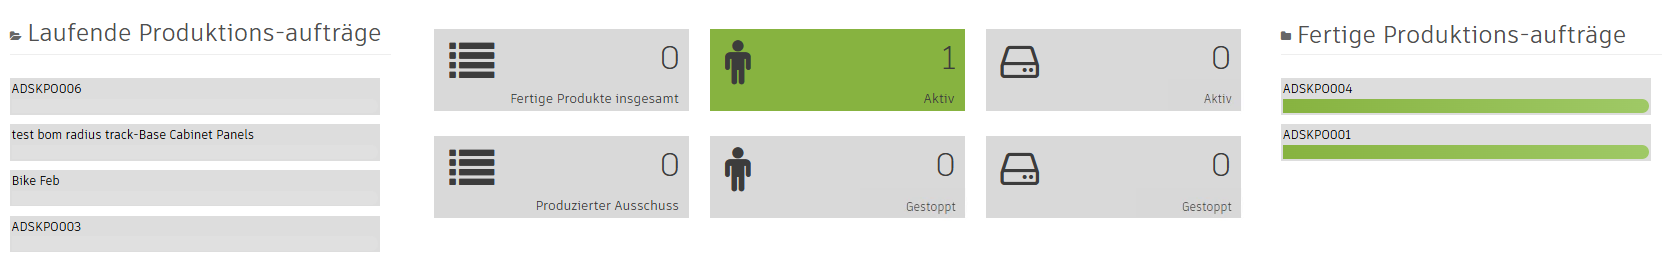 Laufende Produktions-aufträge
ADSKPO006
test bom radius track-Base Cabinet Panels
Bike Feb
ADSKPO003
0
Fertige Produkte insgesamt
1
Aktiv
0
Aktiv
0
Produzierter Ausschuss
0
Gestoppt
0
Gestoppt
Fertige Produktions-aufträge
ADSKPO004
ADSKPO001